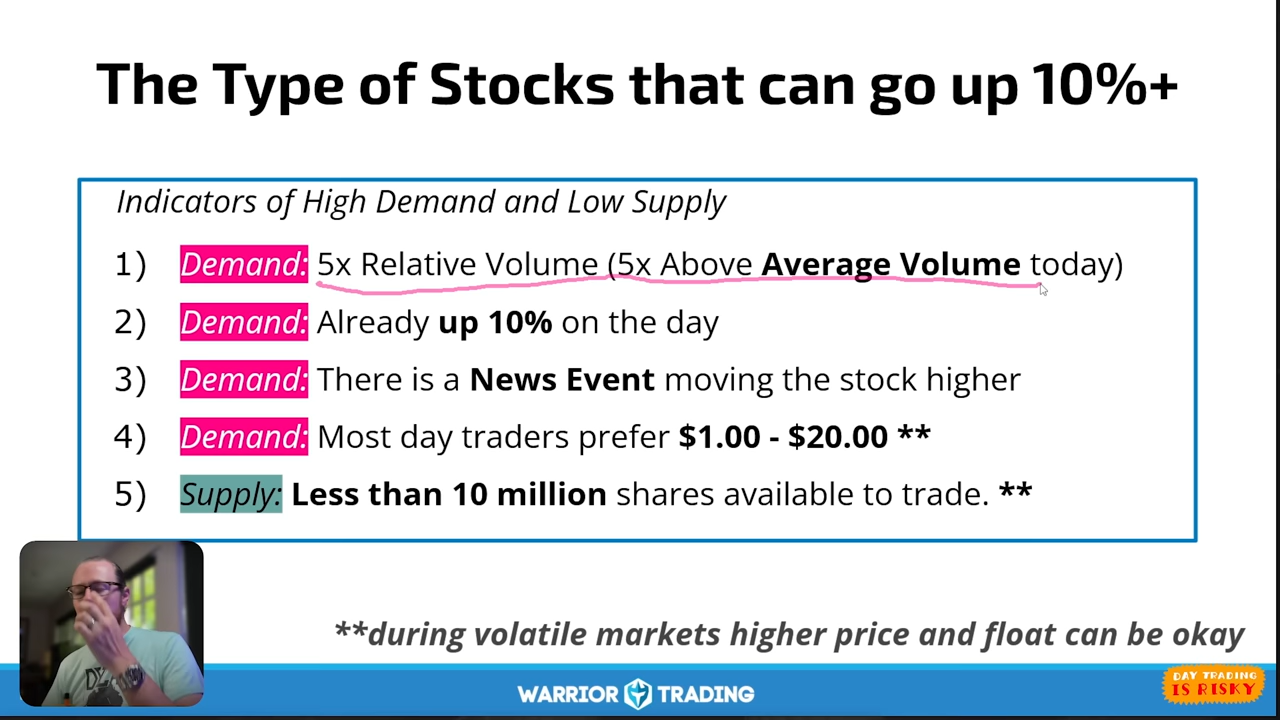 The Type of Stocks that can go up 10%+
Indicators of High Demand and Low Supply
1) Demand: 5x Relative Volume (5x Above Average Volume today)
2) Demand: Already up 10% on the day
3) Demand: There is a News Event moving the stock higher
4) Demand: Most day traders prefer $1.00 - $20.00 **
5) Supply: Less than 10 million shares available to trade. **
**during volatile markets higher price and float can be okay
WARRIOR TRADING
DAY TRADING
IS RISKY